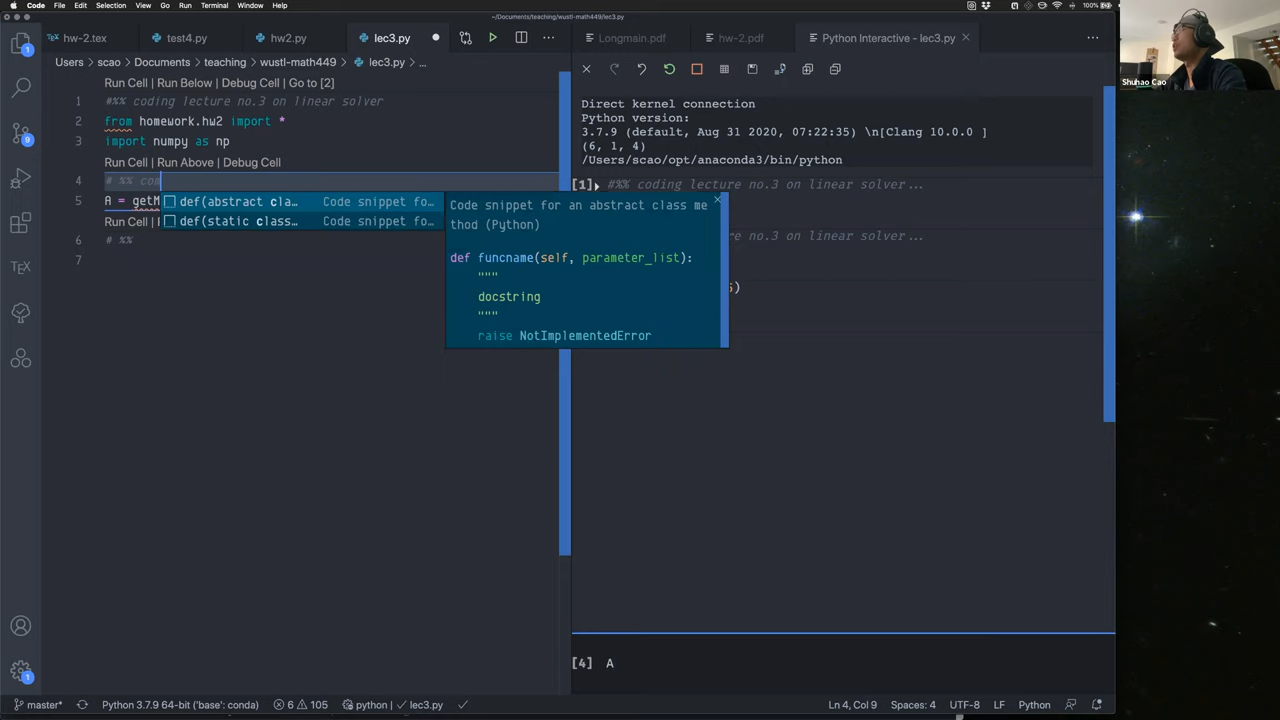 Code File Edit Selection View Go Run Terminal Window Help 100%
~/Documents/teaching/wustl-math449/lec3.py
hw-2.tex test4.py hw2.py lec3.py
Longmain.pdf hw-2.pdf Python Interactive - lec3.py
Users > scao > Documents > teaching > wustl-math449 > lec3.py > ...
Run Cell | Run Below | Debug Cell | Go to [2]
1 #%% coding lecture no.3 on linear solver
2 from homework.hw2 import *
3 import numpy as np
Run Cell | Run Above | Debug Cell
4 # %% com
5 A = getM
Run Cell |
6 # %%
7
def(abstract cla… Code snippet fo…
def(static class… Code snippet fo…
Code snippet for an abstract class me
thod (Python)
def funcname(self, parameter_list):
"""
docstring
"""
raise NotImplementedError
Direct kernel connection
Python version:
3.7.9 (default, Aug 31 2020, 07:22:35) \n[Clang 10.0.0 ]
(6, 1, 4)
/Users/scao/opt/anaconda3/bin/python
[1] #%% coding lecture no.3 on linear solver...
re no.3 on linear solver...
)
[4] A
Shuhao Cao
TEX
1
9
1
master* Python 3.7.9 64-bit ('base': conda) 6 105 python | lec3.py Ln 4, Col 9 Spaces: 4 UTF-8 LF Python